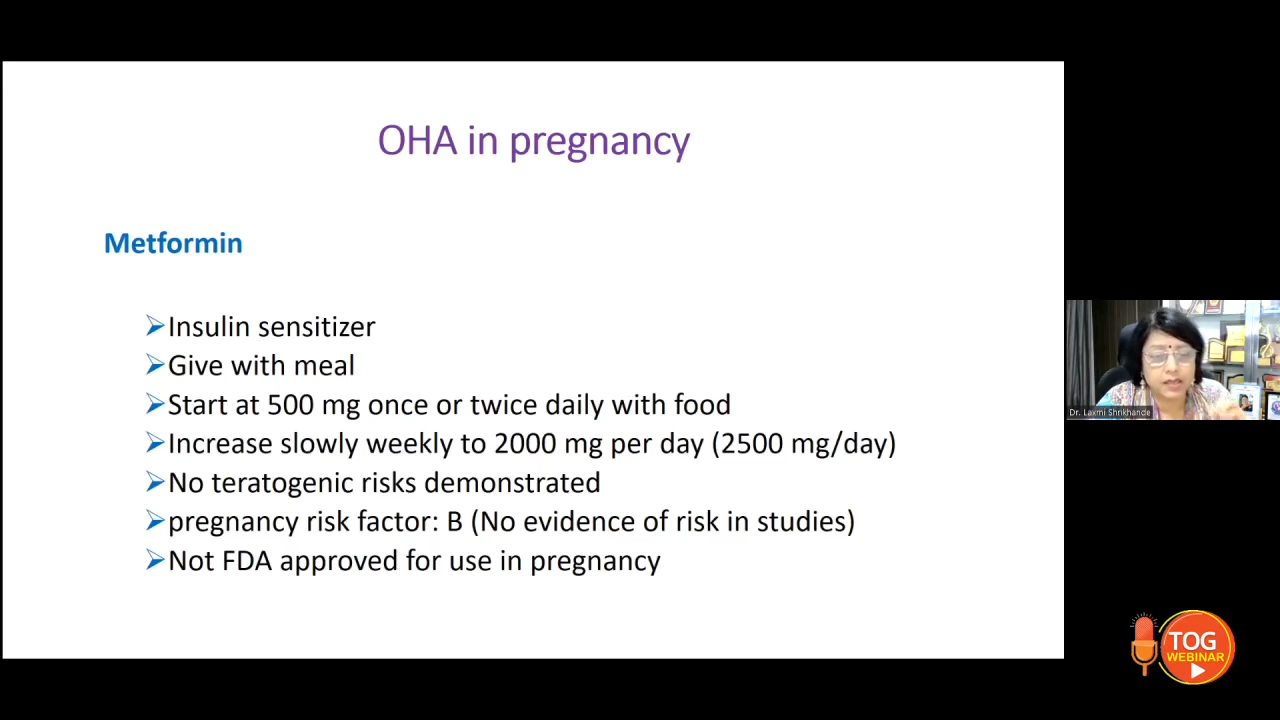 OHA in pregnancy
Metformin
Insulin sensitizer
Give with meal
Start at 500 mg once or twice daily with food
Increase slowly weekly to 2000 mg per day (2500 mg/day)
No teratogenic risks demonstrated
pregnancy risk factor: B (No evidence of risk in studies)
Not FDA approved for use in pregnancy
Dr. Laxmi Shrikhande
TOG
WEBINAR